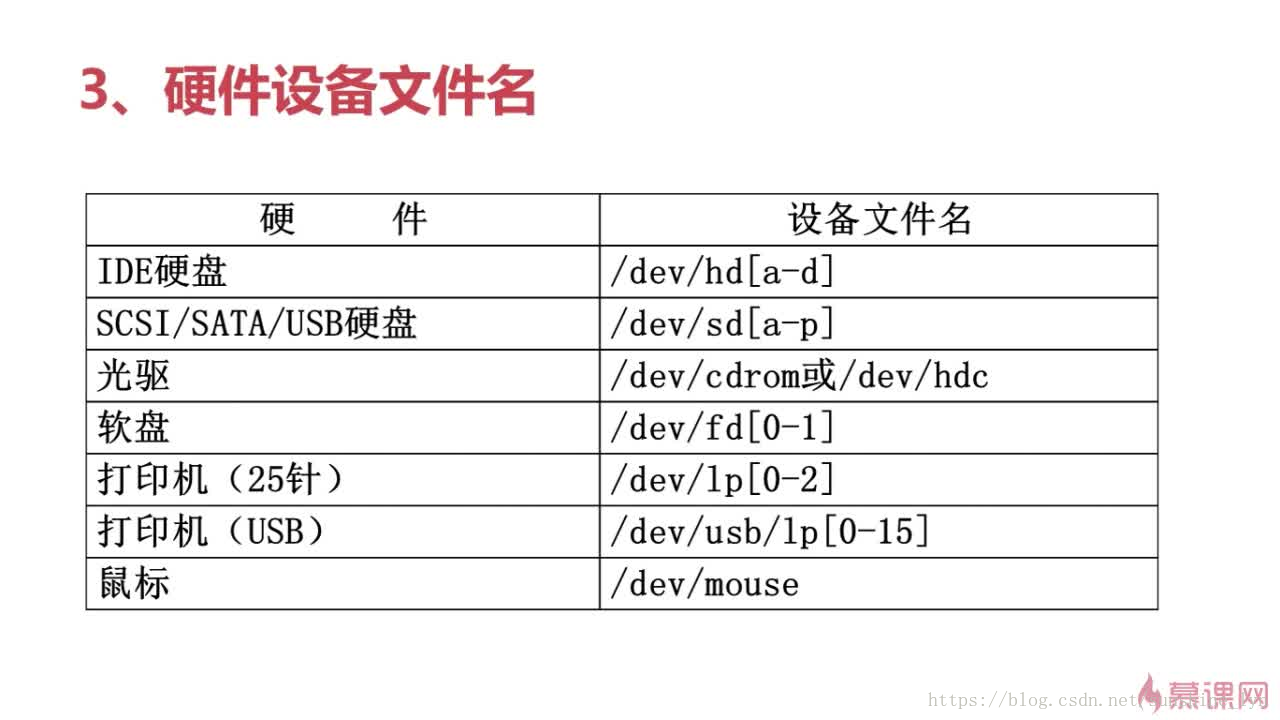 3、硬件设备文件名
硬 件 设备文件名
IDE硬盘 /dev/hd[a-d]
SCSI/SATA/USB硬盘 /dev/sd[a-p]
光驱 /dev/cdrom或/dev/hdc
软盘 /dev/fd[0-1]
打印机（25针） /dev/lp[0-2]
打印机（USB） /dev/usb/lp[0-15]
鼠标 /dev/mouse
慕课网
https://blog.csdn.net/